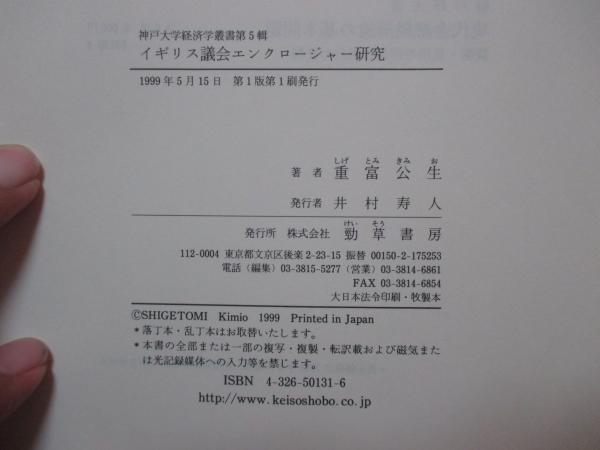 神戸大学経済学叢書第5輯
イギリス議会エンクロージャー研究
1999年5月15日 第1版第1刷発行
しげ とみ きみ お
著者 重富公生
発行者 井村寿人
けい そう
発行所 株式会社 勁草書房
112-0004 東京都文京区後楽2-23-15 振替 00150-2-175253
電話(編集)03-3815-5277(営業)03-3814-6861
FAX 03-3814-6854
大日本法令印刷・牧製本
©SHIGETOMI Kimio 1999 Printed in Japan
*落丁本・乱丁本はお取替いたします。
*本書の全部または一部の複写・複製・転訳載および磁気また
は光記録媒体への入力等を禁じます。
ISBN 4-326-50131-6
http://www.keisoshobo.co.jp